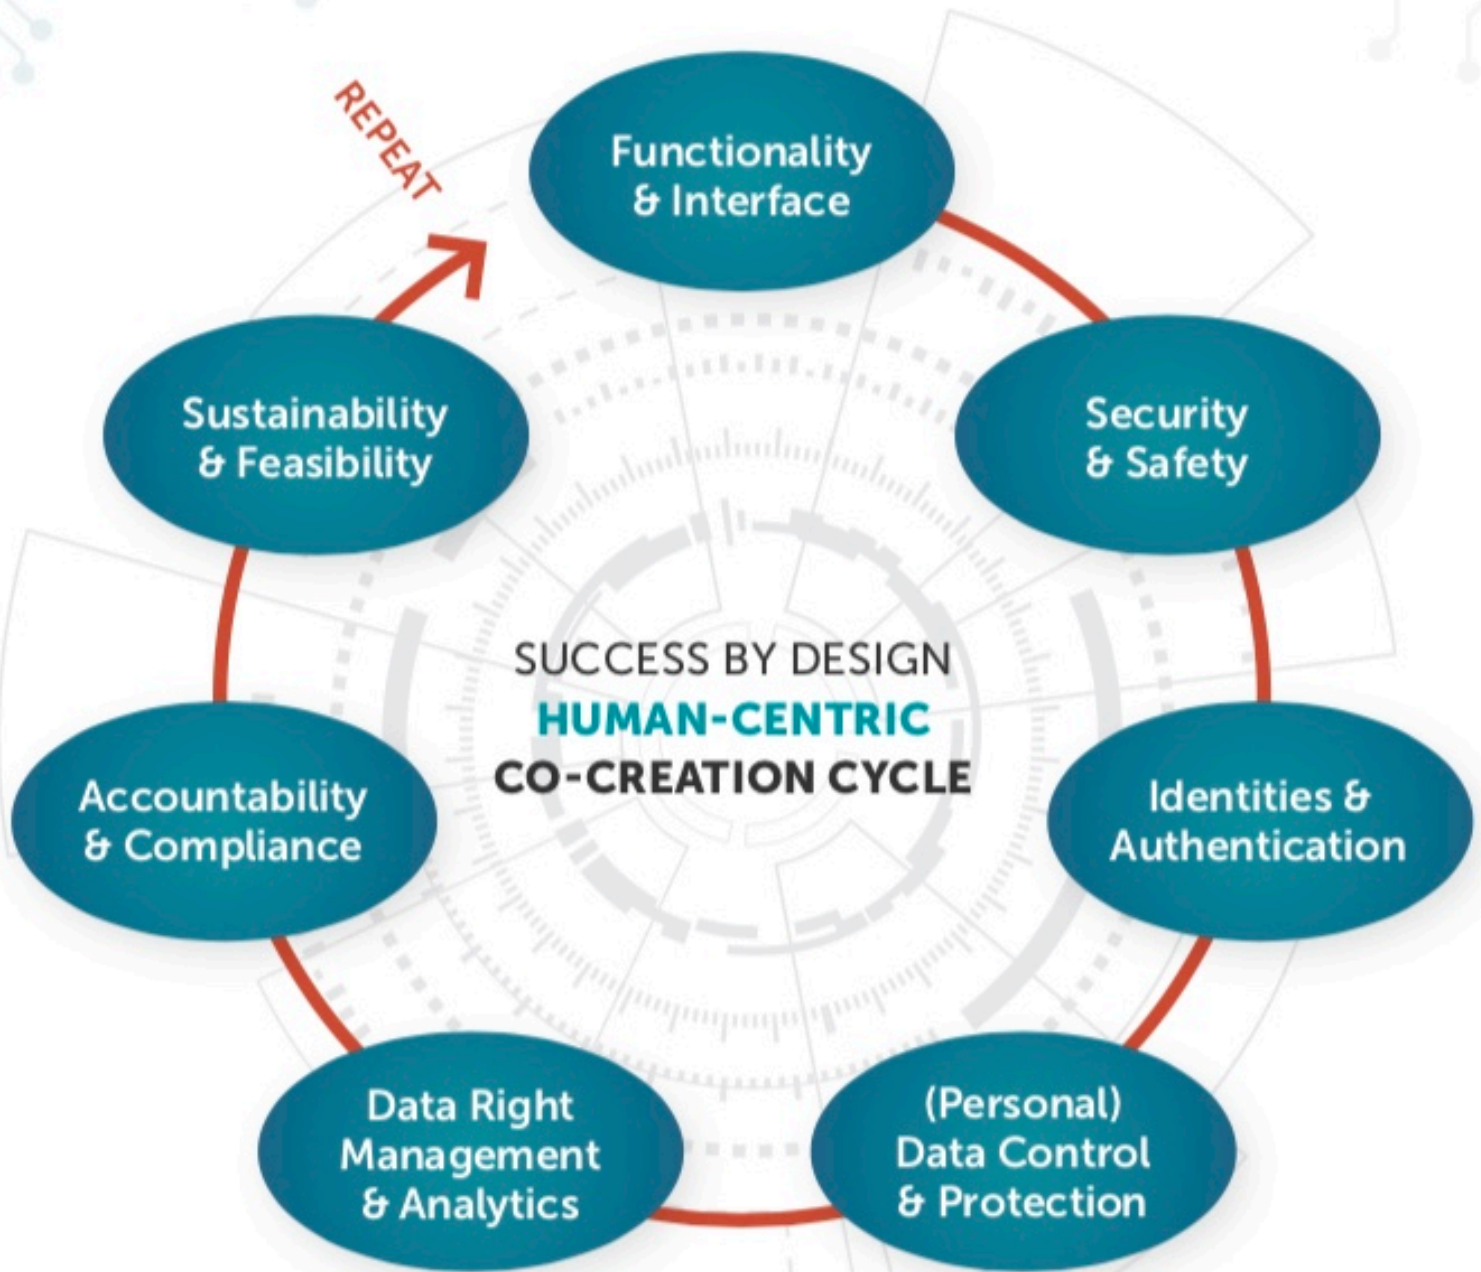 REPEAT
Functionality
& Interface
Security
& Safety
Identities &
Authentication
(Personal)
Data Control
& Protection
Data Right
Management
& Analytics
Accountability
& Compliance
Sustainability
& Feasibility
SUCCESS BY DESIGN
HUMAN-CENTRIC
CO-CREATION CYCLE